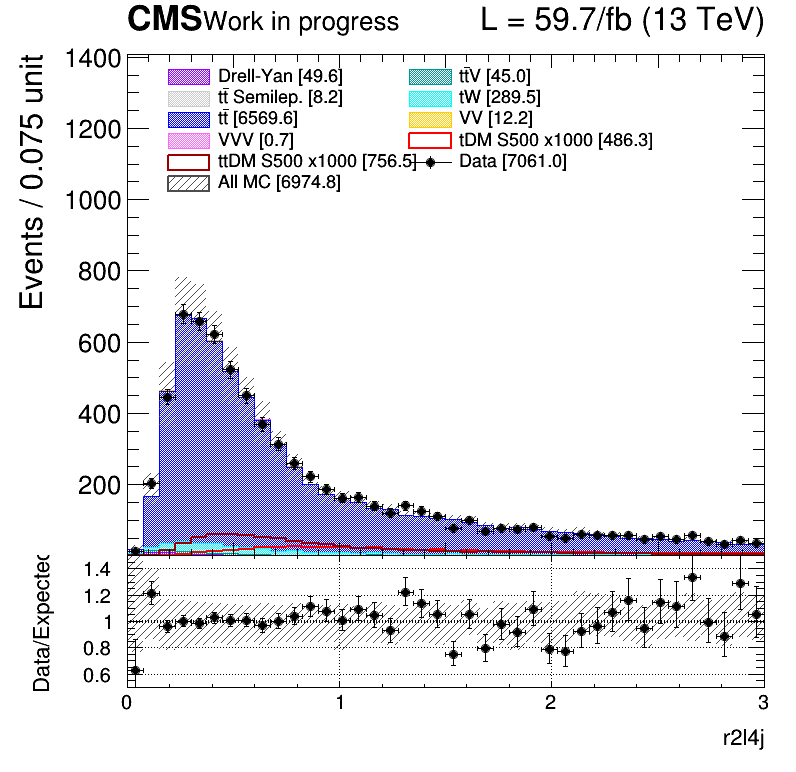 CMS Work in progress L = 59.7/fb (13 TeV)
Events / 0.075 unit
1400
1200
1000
800
600
400
200
Drell-Yan [49.6]
tt̄V [45.0]
tt̄ Semilep. [8.2]
tW [289.5]
tt̄ [6569.6]
VV [12.2]
VVV [0.7]
tDM S500 x1000 [486.3]
ttDM S500 x1000 [756.5]
Data [7061.0]
All MC [6974.8]
Data/Expected
1.4
1.2
1
0.8
0.6
0 1 2 3
r2l4j